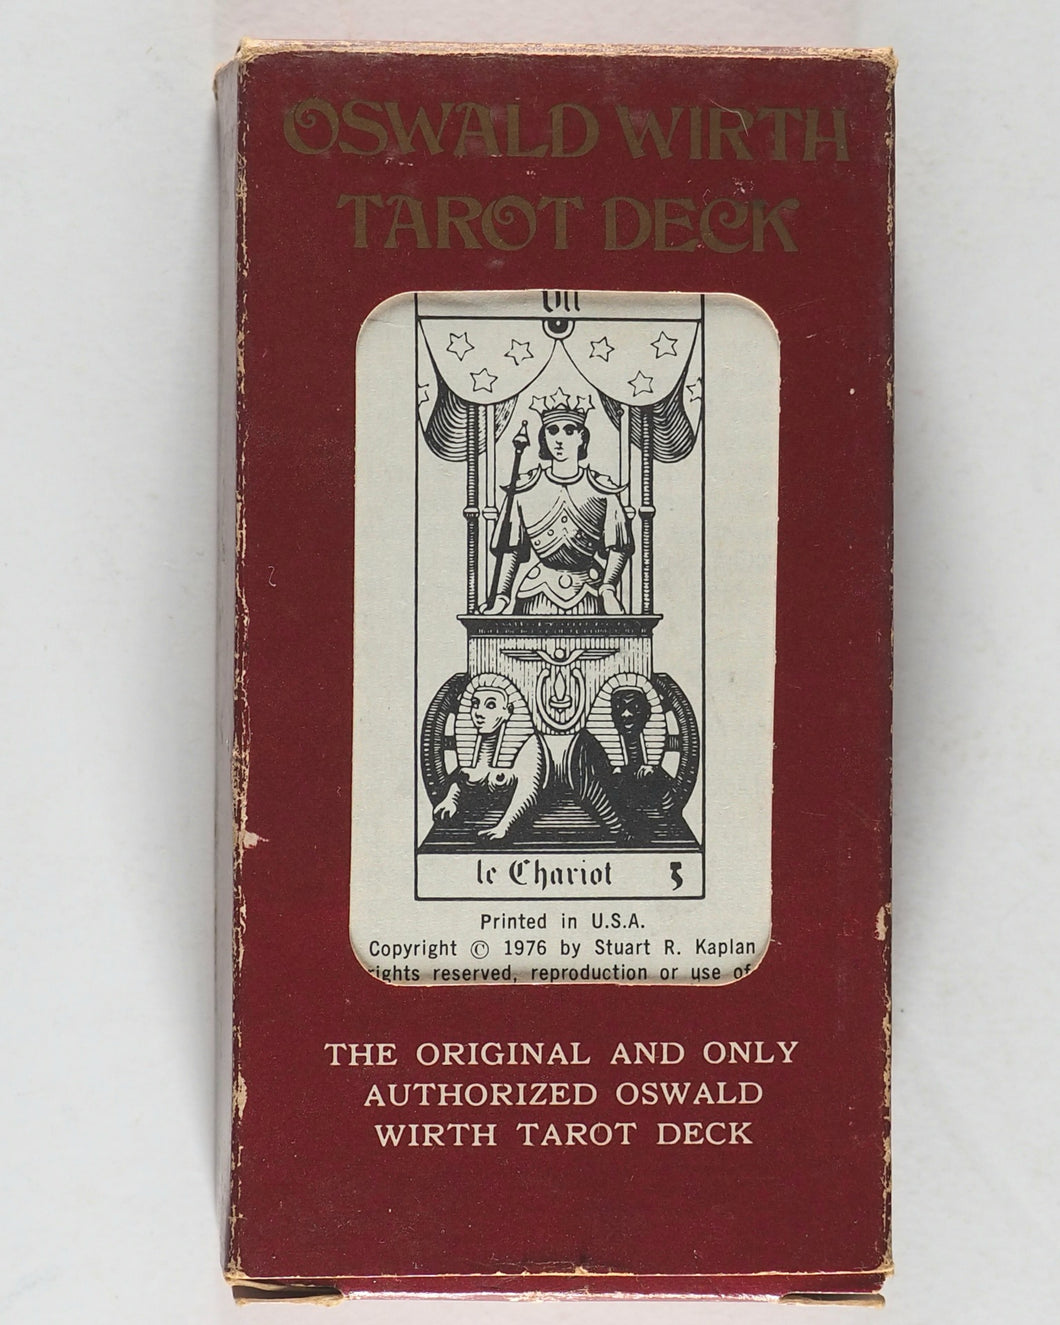 OSWALD WIRTH
TAROT DECK
VII
le Chariot
Printed in U.S.A.
Copyright © 1976 by Stuart R. Kaplan
rights reserved, reproduction or use of
THE ORIGINAL AND ONLY
AUTHORIZED OSWALD
WIRTH TAROT DECK